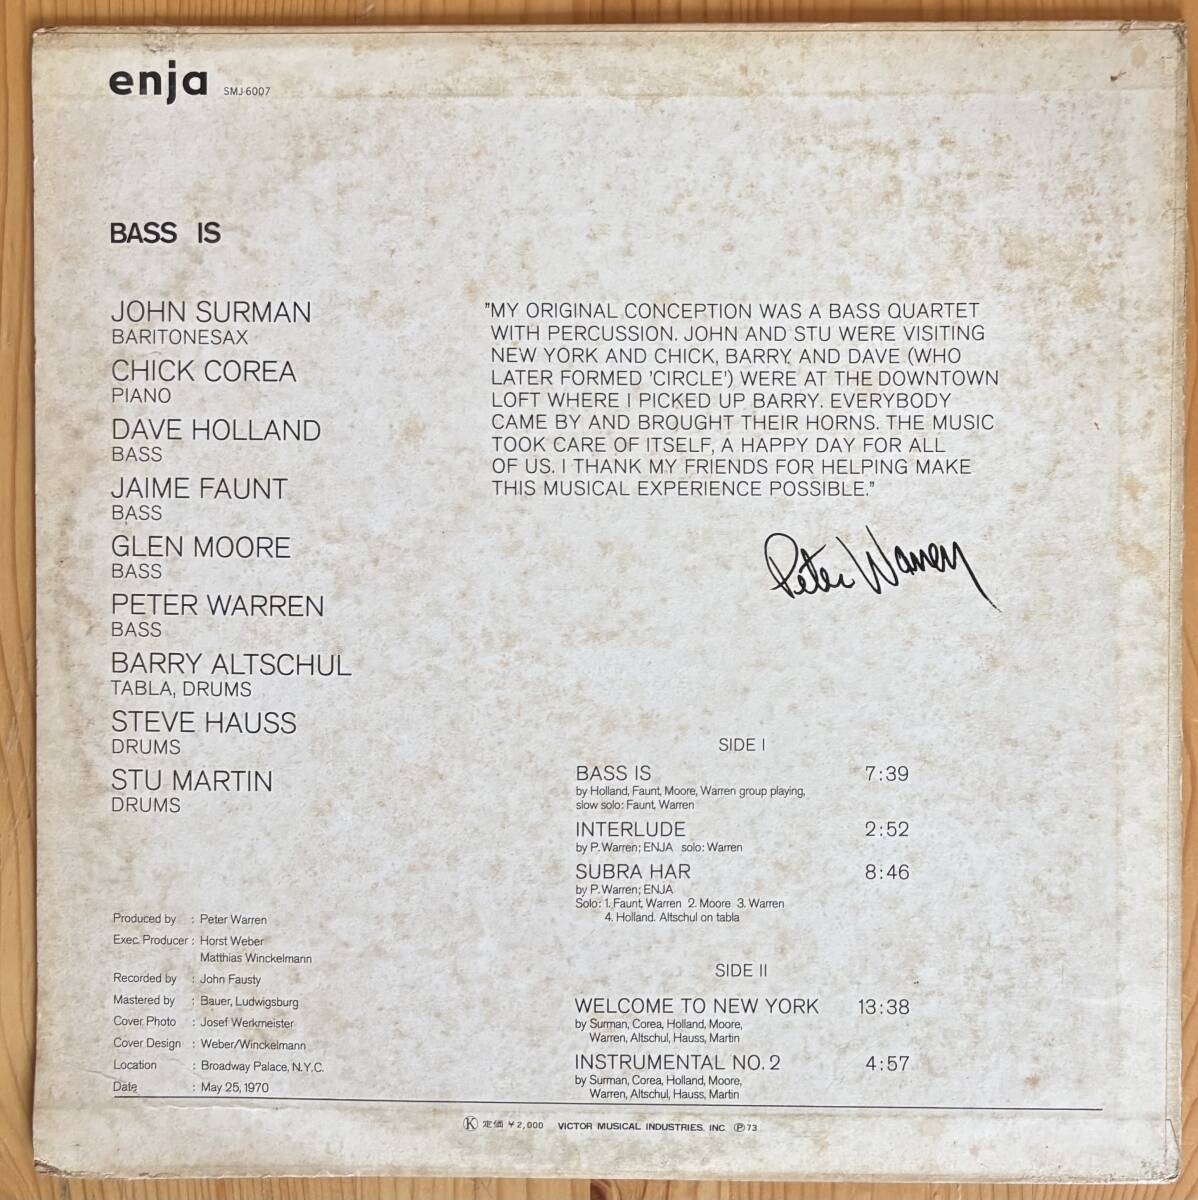 enja SMJ-6007
BASS IS
JOHN SURMAN
BARITONESAX
CHICK COREA
PIANO
DAVE HOLLAND
BASS
JAIME FAUNT
BASS
GLEN MOORE
BASS
PETER WARREN
BASS
BARRY ALTSCHUL
TABLA, DRUMS
STEVE HAUSS
DRUMS
STU MARTIN
DRUMS
"MY ORIGINAL CONCEPTION WAS A BASS QUARTET
WITH PERCUSSION. JOHN AND STU WERE VISITING
NEW YORK AND CHICK, BARRY AND DAVE (WHO
LATER FORMED 'CIRCLE') WERE AT THE DOWNTOWN
LOFT WHERE I PICKED UP BARRY. EVERYBODY
CAME BY AND BROUGHT THEIR HORNS. THE MUSIC
TOOK CARE OF ITSELF, A HAPPY DAY FOR ALL
OF US. I THANK MY FRIENDS FOR HELPING MAKE
THIS MUSICAL EXPERIENCE POSSIBLE."
Peter Warren
SIDE I
BASS IS 7:39
by Holland, Faunt, Moore, Warren group playing,
slow solo: Faunt, Warren
INTERLUDE 2:52
by P. Warren; ENJA solo: Warren
SUBRA HAR 8:46
by P. Warren; ENJA
Solo: 1. Faunt, Warren 2. Moore 3. Warren
4. Holland. Altschul on tabla
SIDE II
WELCOME TO NEW YORK 13:38
by Surman, Corea, Holland, Moore,
Warren, Altschul, Hauss, Martin
INSTRUMENTAL NO. 2 4:57
by Surman, Corea, Holland, Moore,
Warren, Altschul, Hauss, Martin
Produced by : Peter Warren
Exec. Producer : Horst Weber
Matthias Winckelmann
Recorded by : John Fausty
Mastered by : Bauer, Ludwigsburg
Cover Photo : Josef Werkmeister
Cover Design : Weber/Winckelmann
Location : Broadway Palace, N.Y.C.
Date : May 25, 1970
Ⓚ 定価 ¥2,000 VICTOR MUSICAL INDUSTRIES. INC Ⓟ73